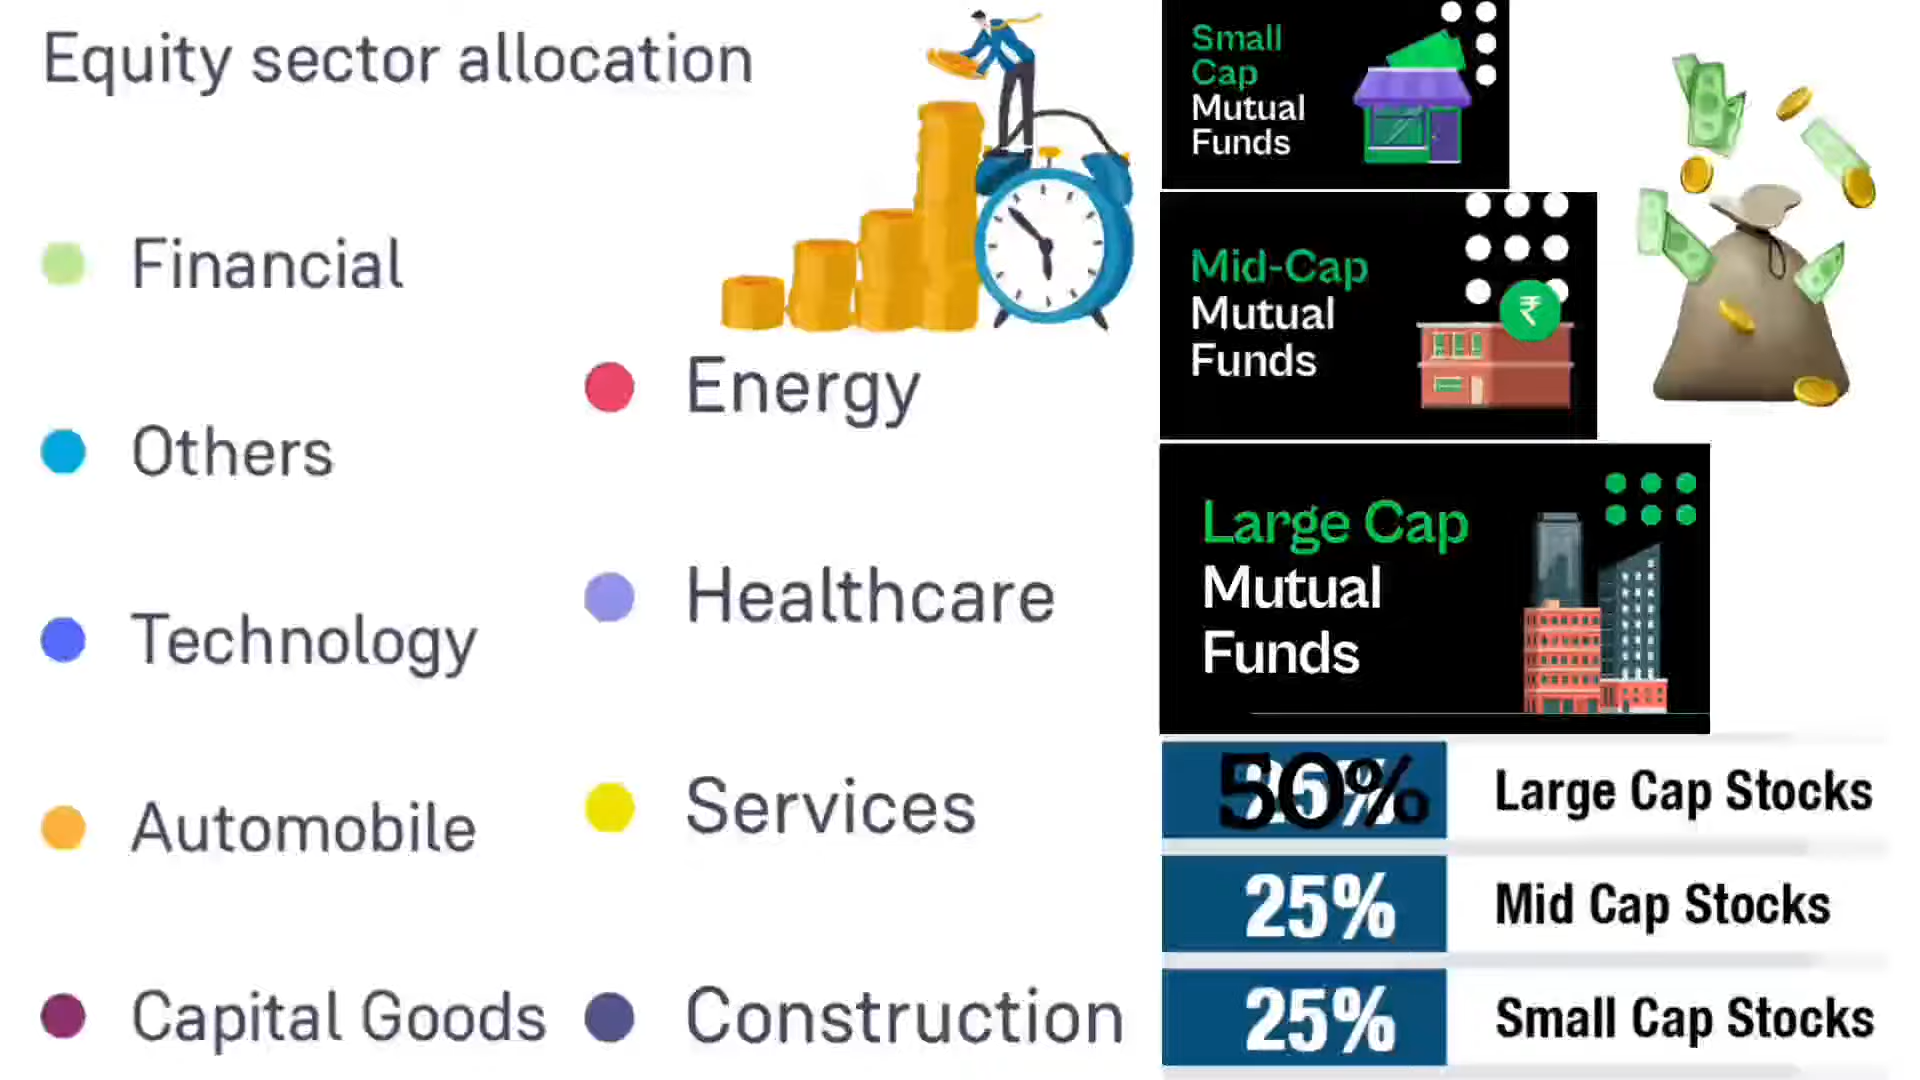 Equity sector allocation
Financial
Others
Technology
Automobile
Capital Goods
Energy
Healthcare
Services
Construction
Small
Cap
Mutual
Funds
Mid-Cap
Mutual
Funds
₹
Large Cap
Mutual
Funds
50% Large Cap Stocks
25% Mid Cap Stocks
25% Small Cap Stocks